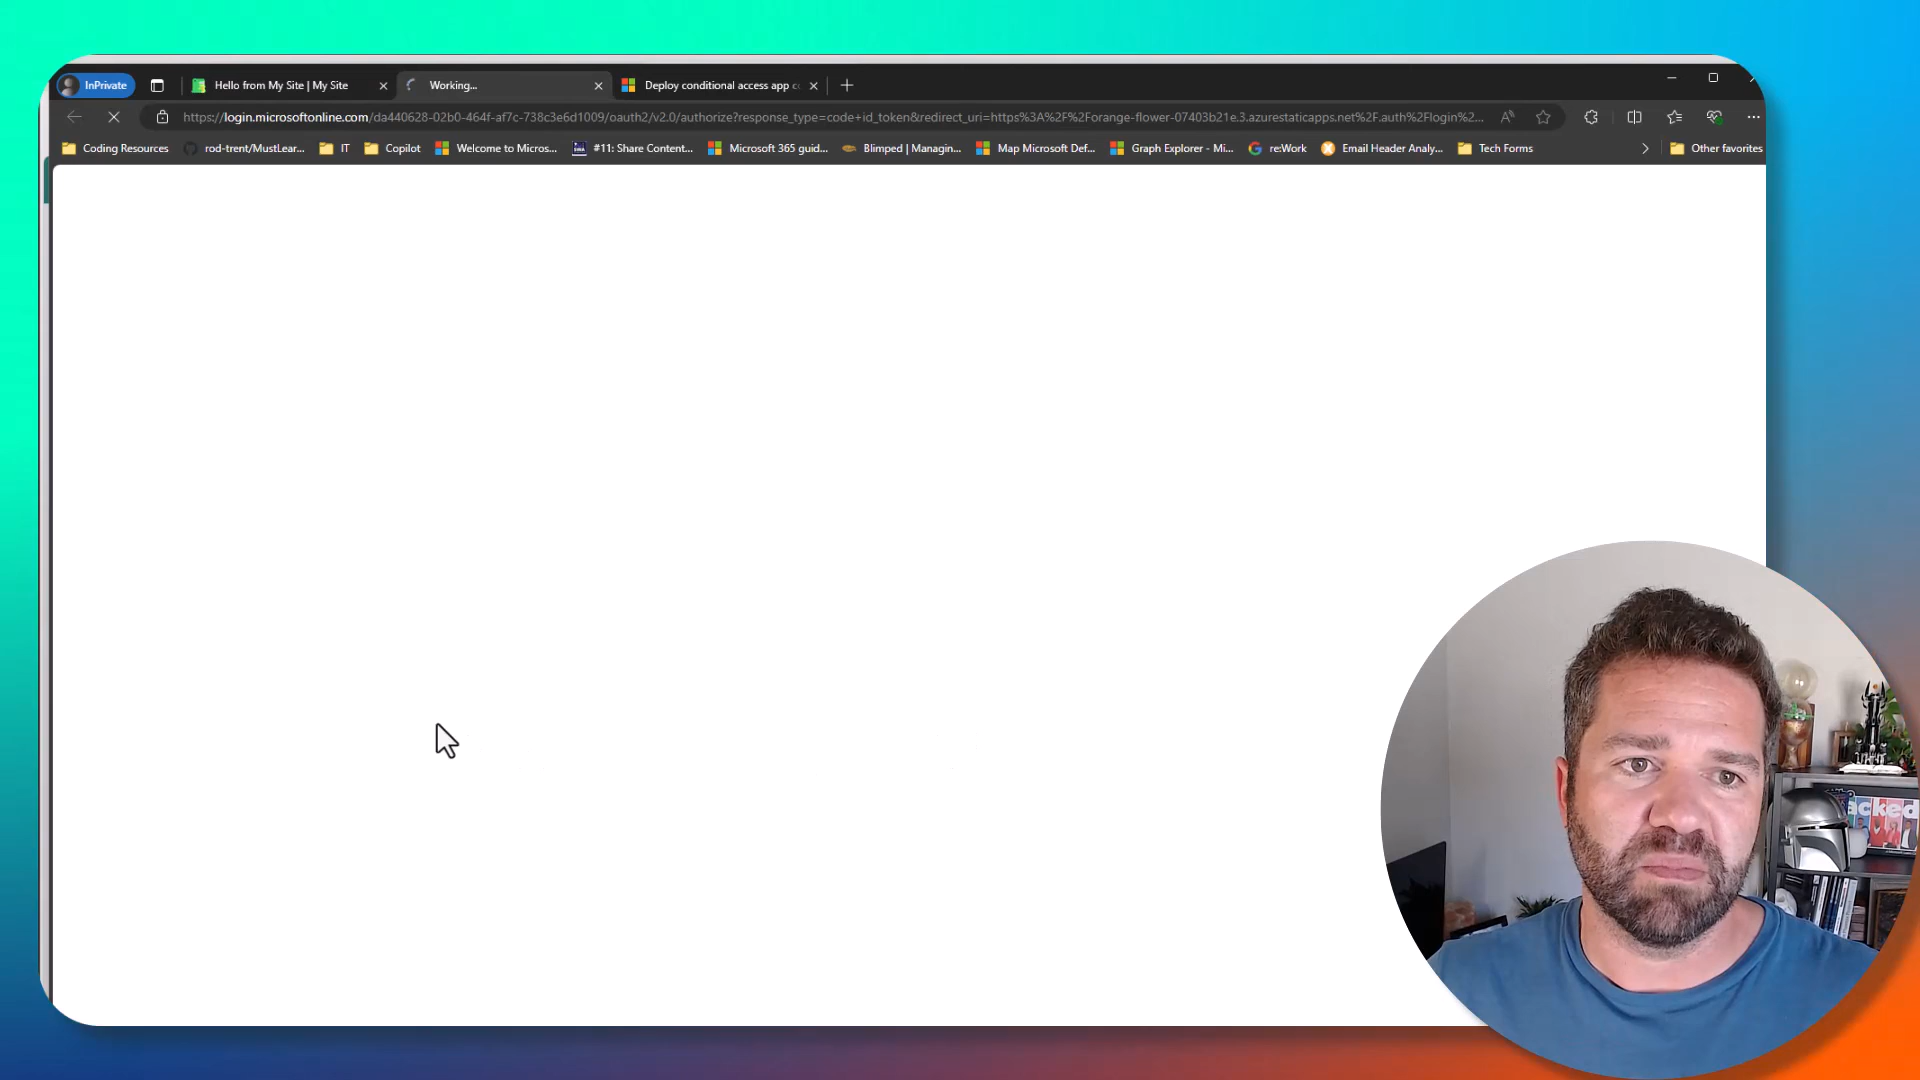 InPrivate
Hello from My Site | My Site
Working...
Deploy conditional access app c
https://login.microsoftonline.com/da440628-02b0-464f-af7c-738c3e6d1009/oauth2/v2.0/authorize?response_type=code+id_token&redirect_uri=https%3A%2F%2Forange-flower-07403b21e.3.azurestaticapps.net%2F.auth%2Flogin%2...
Coding Resources
rod-trent/MustLear...
IT
Copilot
Welcome to Micros...
#11: Share Content...
Microsoft 365 guid...
Blimped | Managin...
Map Microsoft Def...
Graph Explorer - Mi...
re:Work
Email Header Analy...
Tech Forms
Other favorites
acked